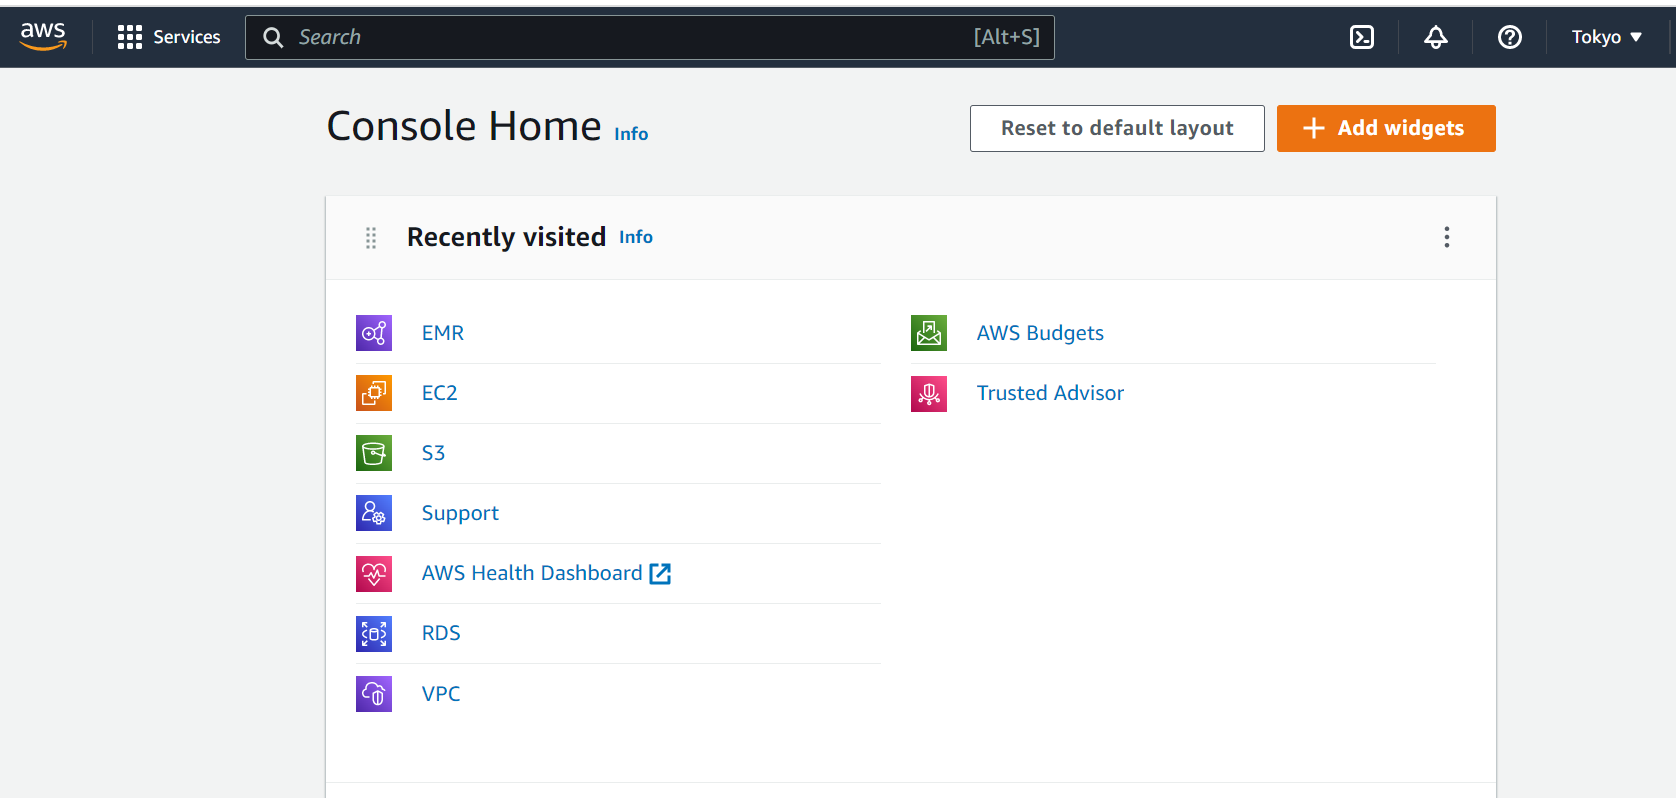 aws Services Search [Alt+S] Tokyo
Console Home Info Reset to default layout Add widgets
Recently visited Info
EMR
EC2
S3
Support
AWS Health Dashboard
RDS
VPC
AWS Budgets
Trusted Advisor